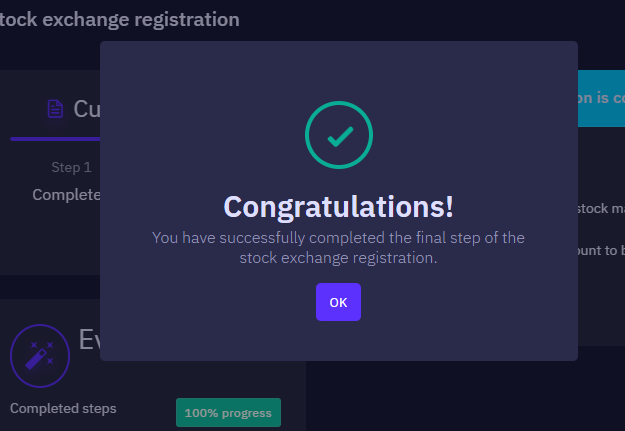 tock exchange registration
Cu
on is co
Step 1
Complete
Congratulations!
You have successfully completed the final step of the
stock exchange registration.
OK
stock ma
ount to b
Ev
Completed steps
100% progress